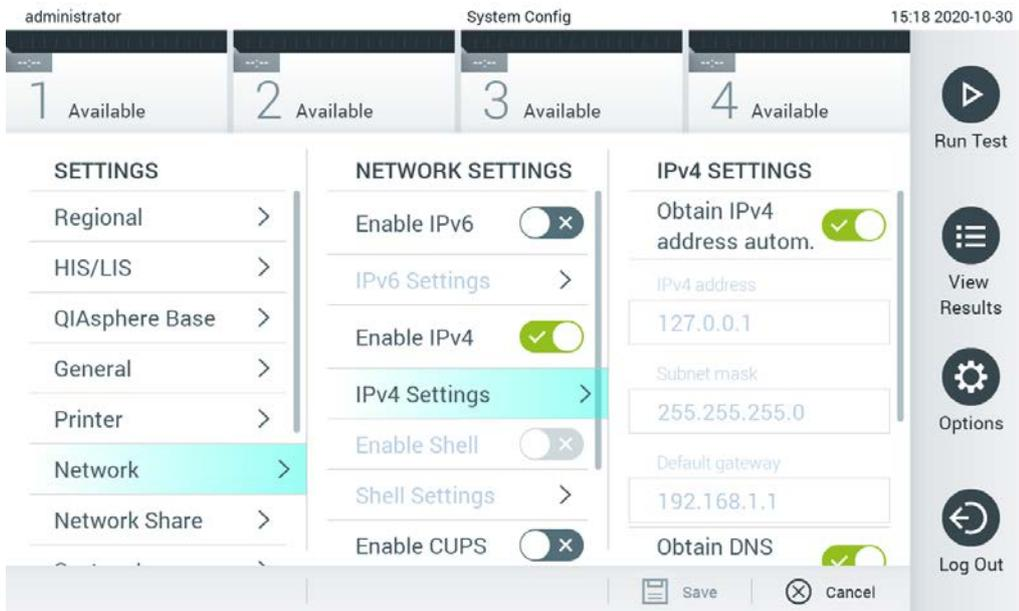 administrator
System Config
15:18 2020-10-30
--:--
1 Available
--:--
2 Available
--:--
3 Available
--:--
4 Available
SETTINGS
Regional
HIS/LIS
QIAsphere Base
General
Printer
Network
Network Share
NETWORK SETTINGS
Enable IPv6
IPv6 Settings
Enable IPv4
IPv4 Settings
Enable Shell
Shell Settings
Enable CUPS
IPv4 SETTINGS
Obtain IPv4
address autom.
IPv4 address
127.0.0.1
Subnet mask
255.255.255.0
Default gateway
192.168.1.1
Obtain DNS
Save
Cancel
Run Test
View
Results
Options
Log Out